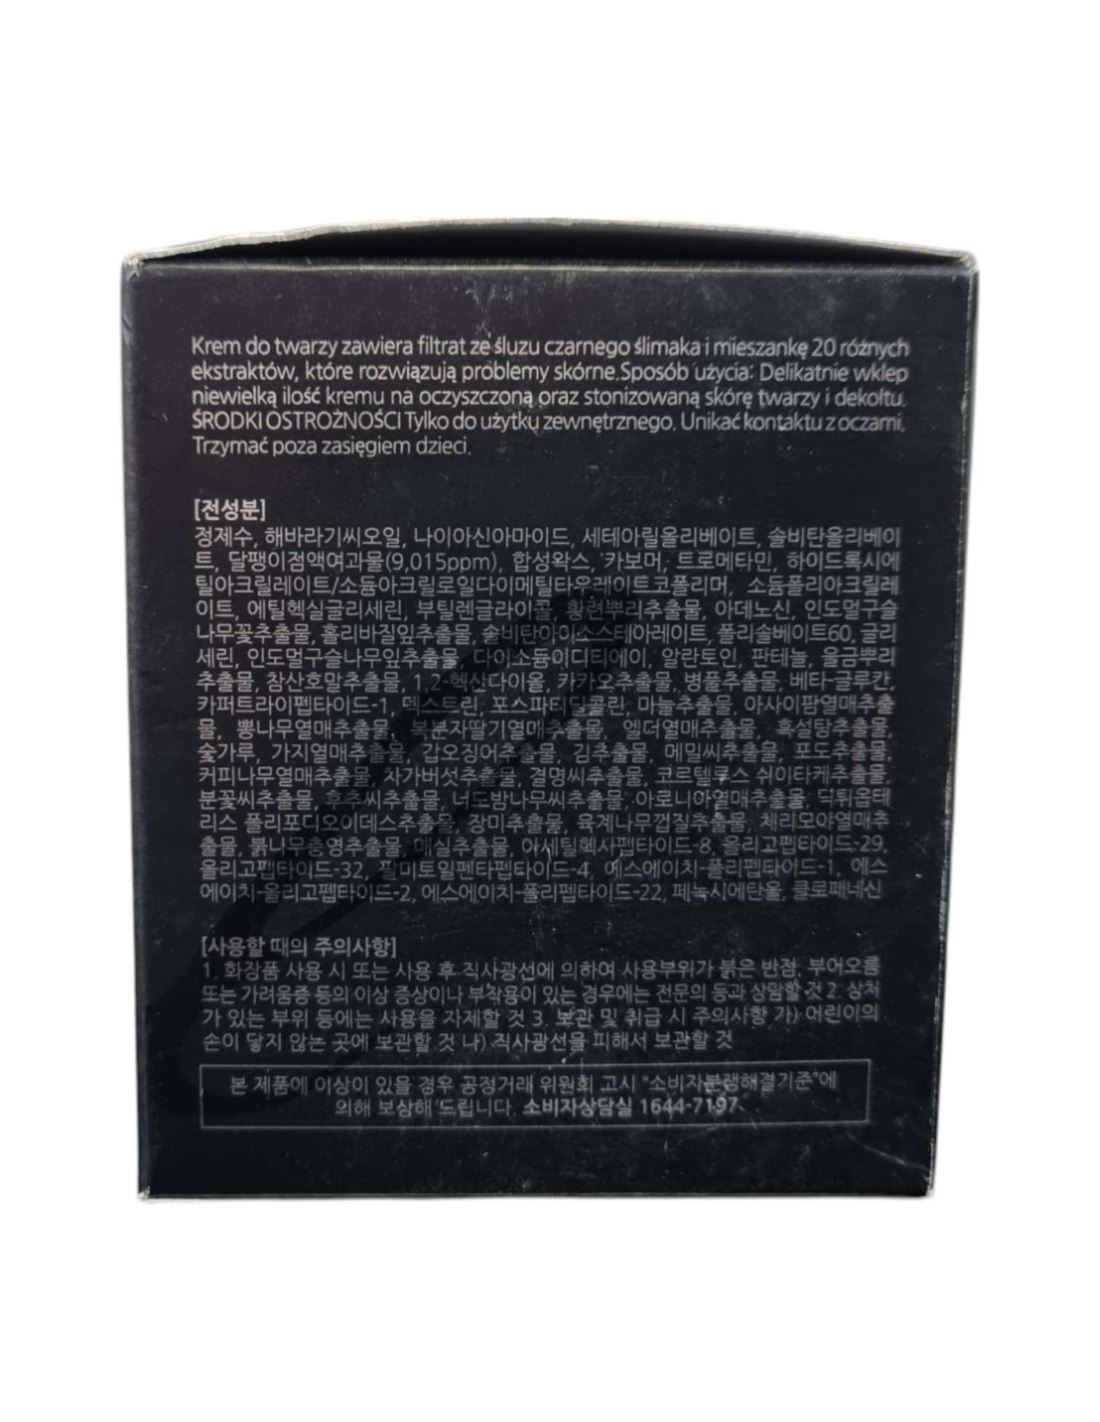 Krem do twarzy zawiera filtrat ze śluzu czarnego ślimaka i mieszankę 20 różnych
ekstraktów, które rozwiązują problemy skórne.Sposób użycia: Delikatnie wklep
niewielką ilość kremu na oczyszczoną oraz stonizowaną skórę twarzy i dekoltu.
ŚRODKI OSTROŻNOŚCI Tylko do użytku zewnętrznego. Unikać kontaktu z oczami.
Trzymać poza zasięgiem dzieci.
[전성분]
정제수, 해바라기씨오일, 나이아신아마이드, 세테아릴올리베이트, 솔비탄올리베이
트, 달팽이점액여과물(9,015ppm), 합성왁스, 카보머, 트로메타민, 하이드록시에
틸아크릴레이트/소듐아크릴로일다이메틸타우레이트코폴리머, 소듐폴리아크릴레
이트, 에틸헥실글리세린, 부틸렌글라이콜, 황련뿌리추출물, 아데노신, 인도멀구슬
나무꽃추출물, 홀리바질잎추출물, 솔비탄아이소스테아레이트, 폴리솔베이트60, 글리
세린, 인도멀구슬나무잎추출물, 다이소듐이디티에이, 알란토인, 판테놀, 울금뿌리
추출물, 참산호말추출물, 1,2-헥산다이올, 카카오추출물, 병풀추출물, 베타-글루칸,
카퍼트라이펩타이드-1, 덱스트린, 포스파티딜콜린, 마늘추출물, 아사이팜열매추출
물, 뽕나무열매추출물, 복분자딸기열매추출물, 엘더열매추출물, 흑설탕추출물,
숯가루, 가지열매추출물, 갑오징어추출물, 김추출물, 메밀씨추출물, 포도추출물,
커피나무열매추출물, 차가버섯추출물, 결명씨추출물, 코르텔루스 쉬이타케추출물,
분꽃씨추출물, 후추씨추출물, 너도밤나무씨추출물, 아로니아열매추출물, 딕튀옵테
리스 폴리포디오이데스추출물, 장미추출물, 육계나무껍질추출물, 체리모야열매추
출물, 붉나무충영추출물, 매실추출물, 아세틸헥사펩타이드-8, 올리고펩타이드-29,
올리고펩타이드-32, 팔미토일펜타펩타이드-4, 에스에이치-폴리펩타이드-1, 에스
에이치-올리고펩타이드-2, 에스에이치-폴리펩타이드-22, 페녹시에탄올, 클로페네신
[사용할 때의 주의사항]
1. 화장품 사용 시 또는 사용 후 직사광선에 의하여 사용부위가 붉은 반점, 부어오름
또는 가려움증 등의 이상 증상이나 부작용이 있는 경우에는 전문의 등과 상담할 것 2. 상처
가 있는 부위 등에는 사용을 자제할 것 3. 보관 및 취급 시 주의사항 가) 어린이의
손이 닿지 않는 곳에 보관할 것 나) 직사광선을 피해서 보관할 것
본 제품에 이상이 있을 경우 공정거래 위원회 고시 "소비자분쟁해결기준"에
의해 보상해 드립니다. 소비자상담실 1644-7197